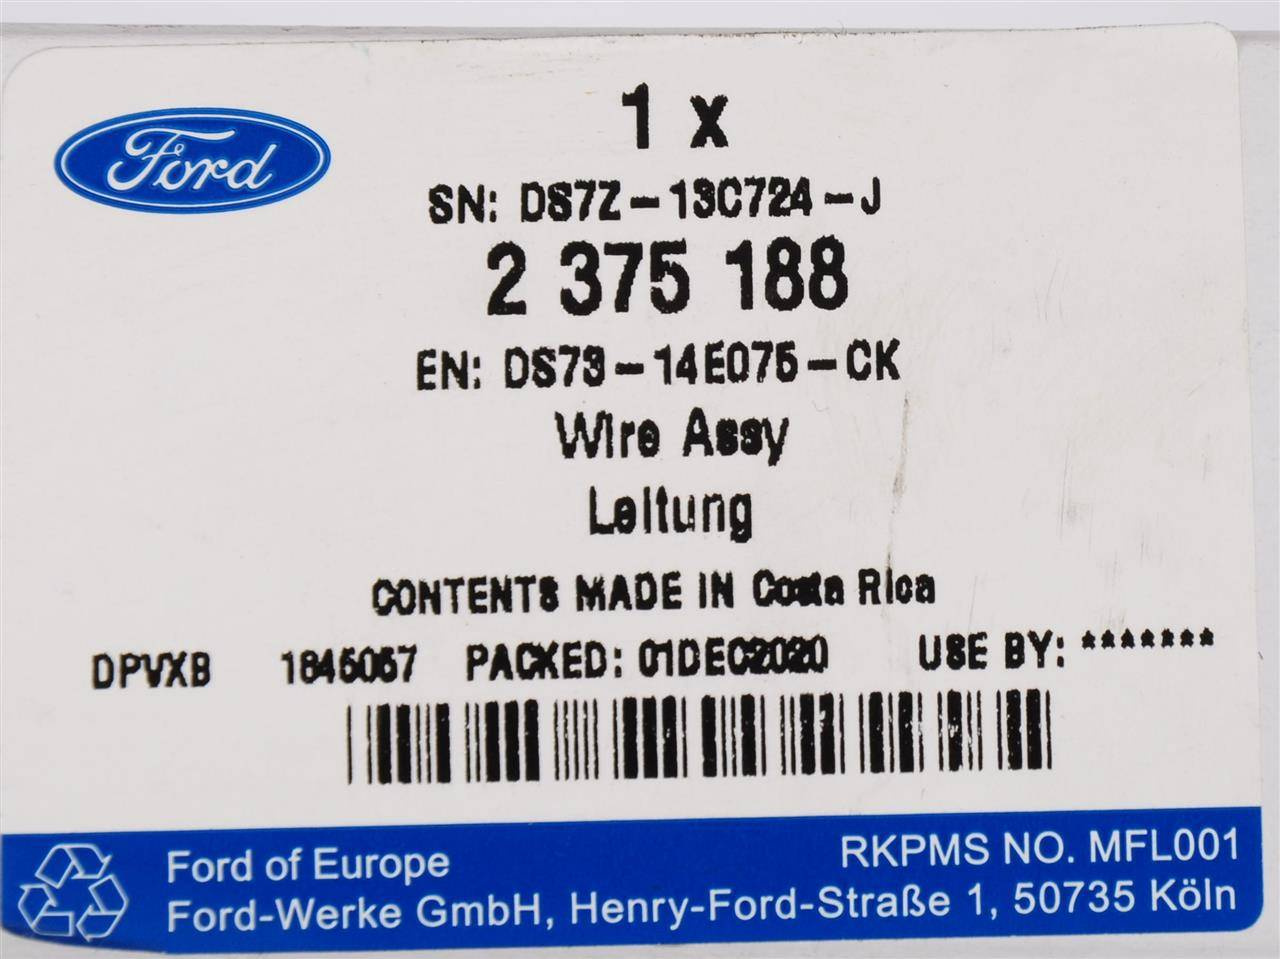 Ford
1 x
SN: DS7Z-13C724-J
2 375 188
EN: DS73-14E075-CK
Wire Assy
Leitung
CONTENTS MADE IN Costa Rica
DPVXB 1845067 PACKED: 01DEC2020 USE BY: *******
Ford of Europe RKPMS NO. MFL001
Ford-Werke GmbH, Henry-Ford-Straße 1, 50735 Köln